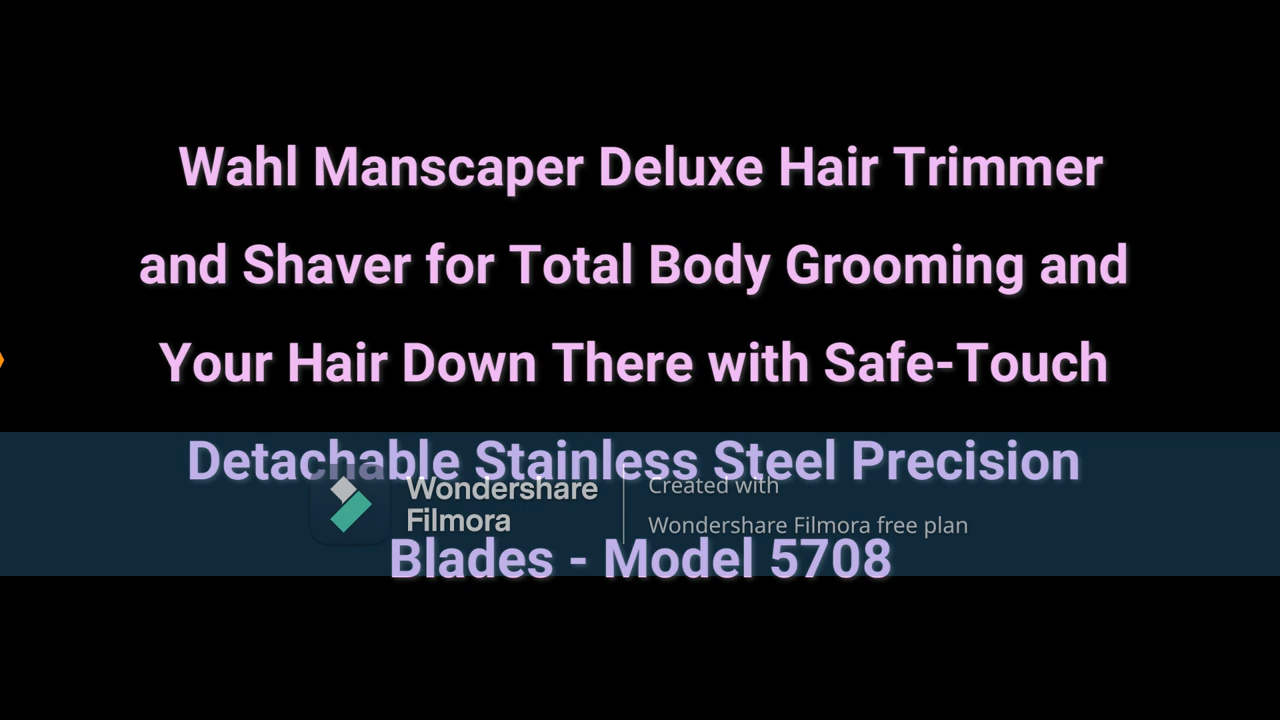 Wahl Manscaper Deluxe Hair Trimmer
and Shaver for Total Body Grooming and
Your Hair Down There with Safe-Touch
Detachable Stainless Steel Precision
Wondershare
Filmora
Created with
Wondershare Filmora free plan
Blades - Model 5708